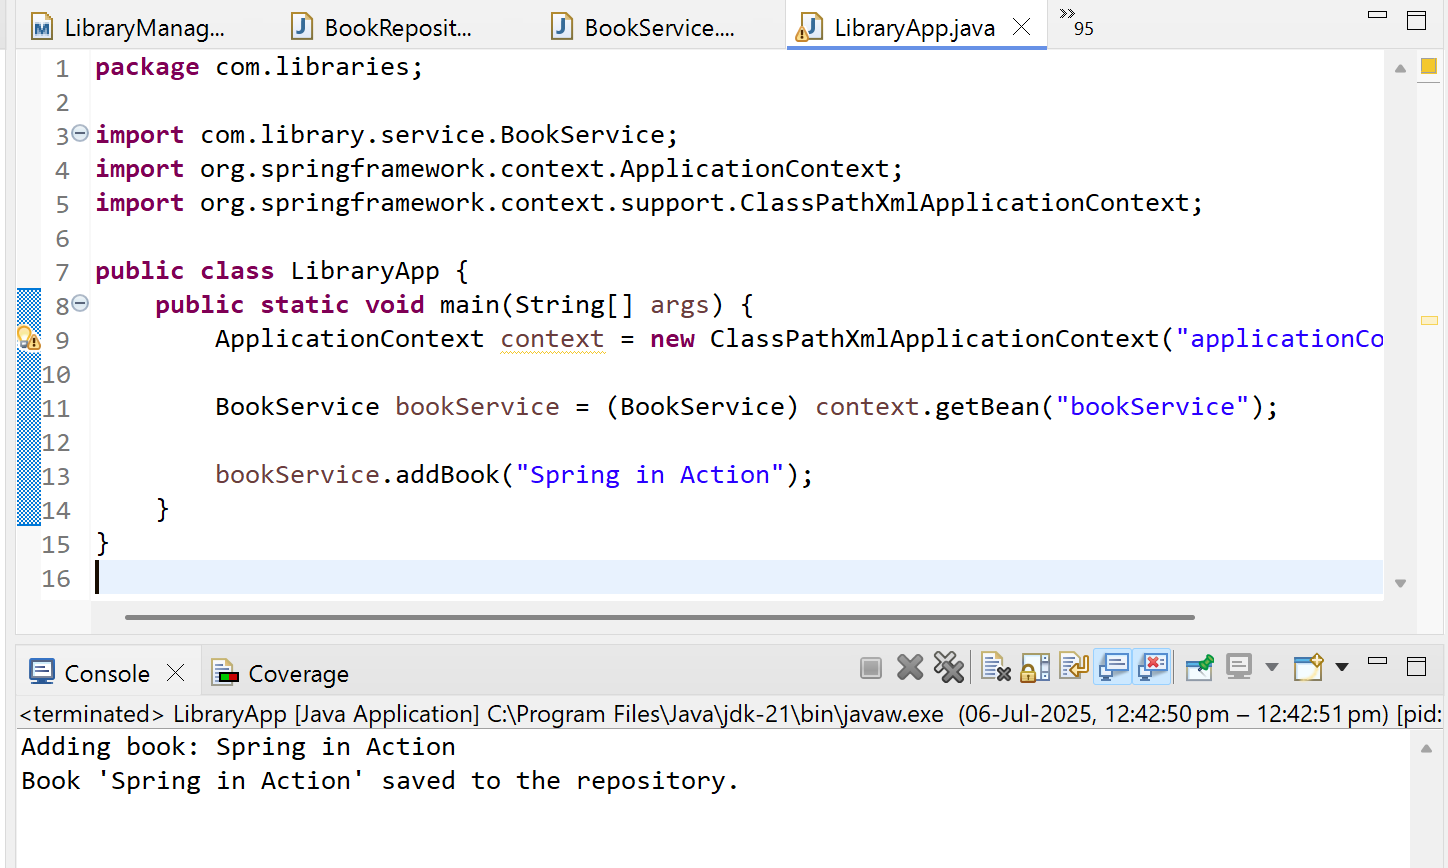 LibraryManag... BookReposit... BookService.... LibraryApp.java 95
1 package com.libraries;
2
3 import com.library.service.BookService;
4 import org.springframework.context.ApplicationContext;
5 import org.springframework.context.support.ClassPathXmlApplicationContext;
6
7 public class LibraryApp {
8     public static void main(String[] args) {
9         ApplicationContext context = new ClassPathXmlApplicationContext("applicationCo
10
11         BookService bookService = (BookService) context.getBean("bookService");
12
13         bookService.addBook("Spring in Action");
14     }
15 }
16
Console Coverage
<terminated> LibraryApp [Java Application] C:\Program Files\Java\jdk-21\bin\javaw.exe (06-Jul-2025, 12:42:50 pm – 12:42:51 pm) [pid:
Adding book: Spring in Action
Book 'Spring in Action' saved to the repository.